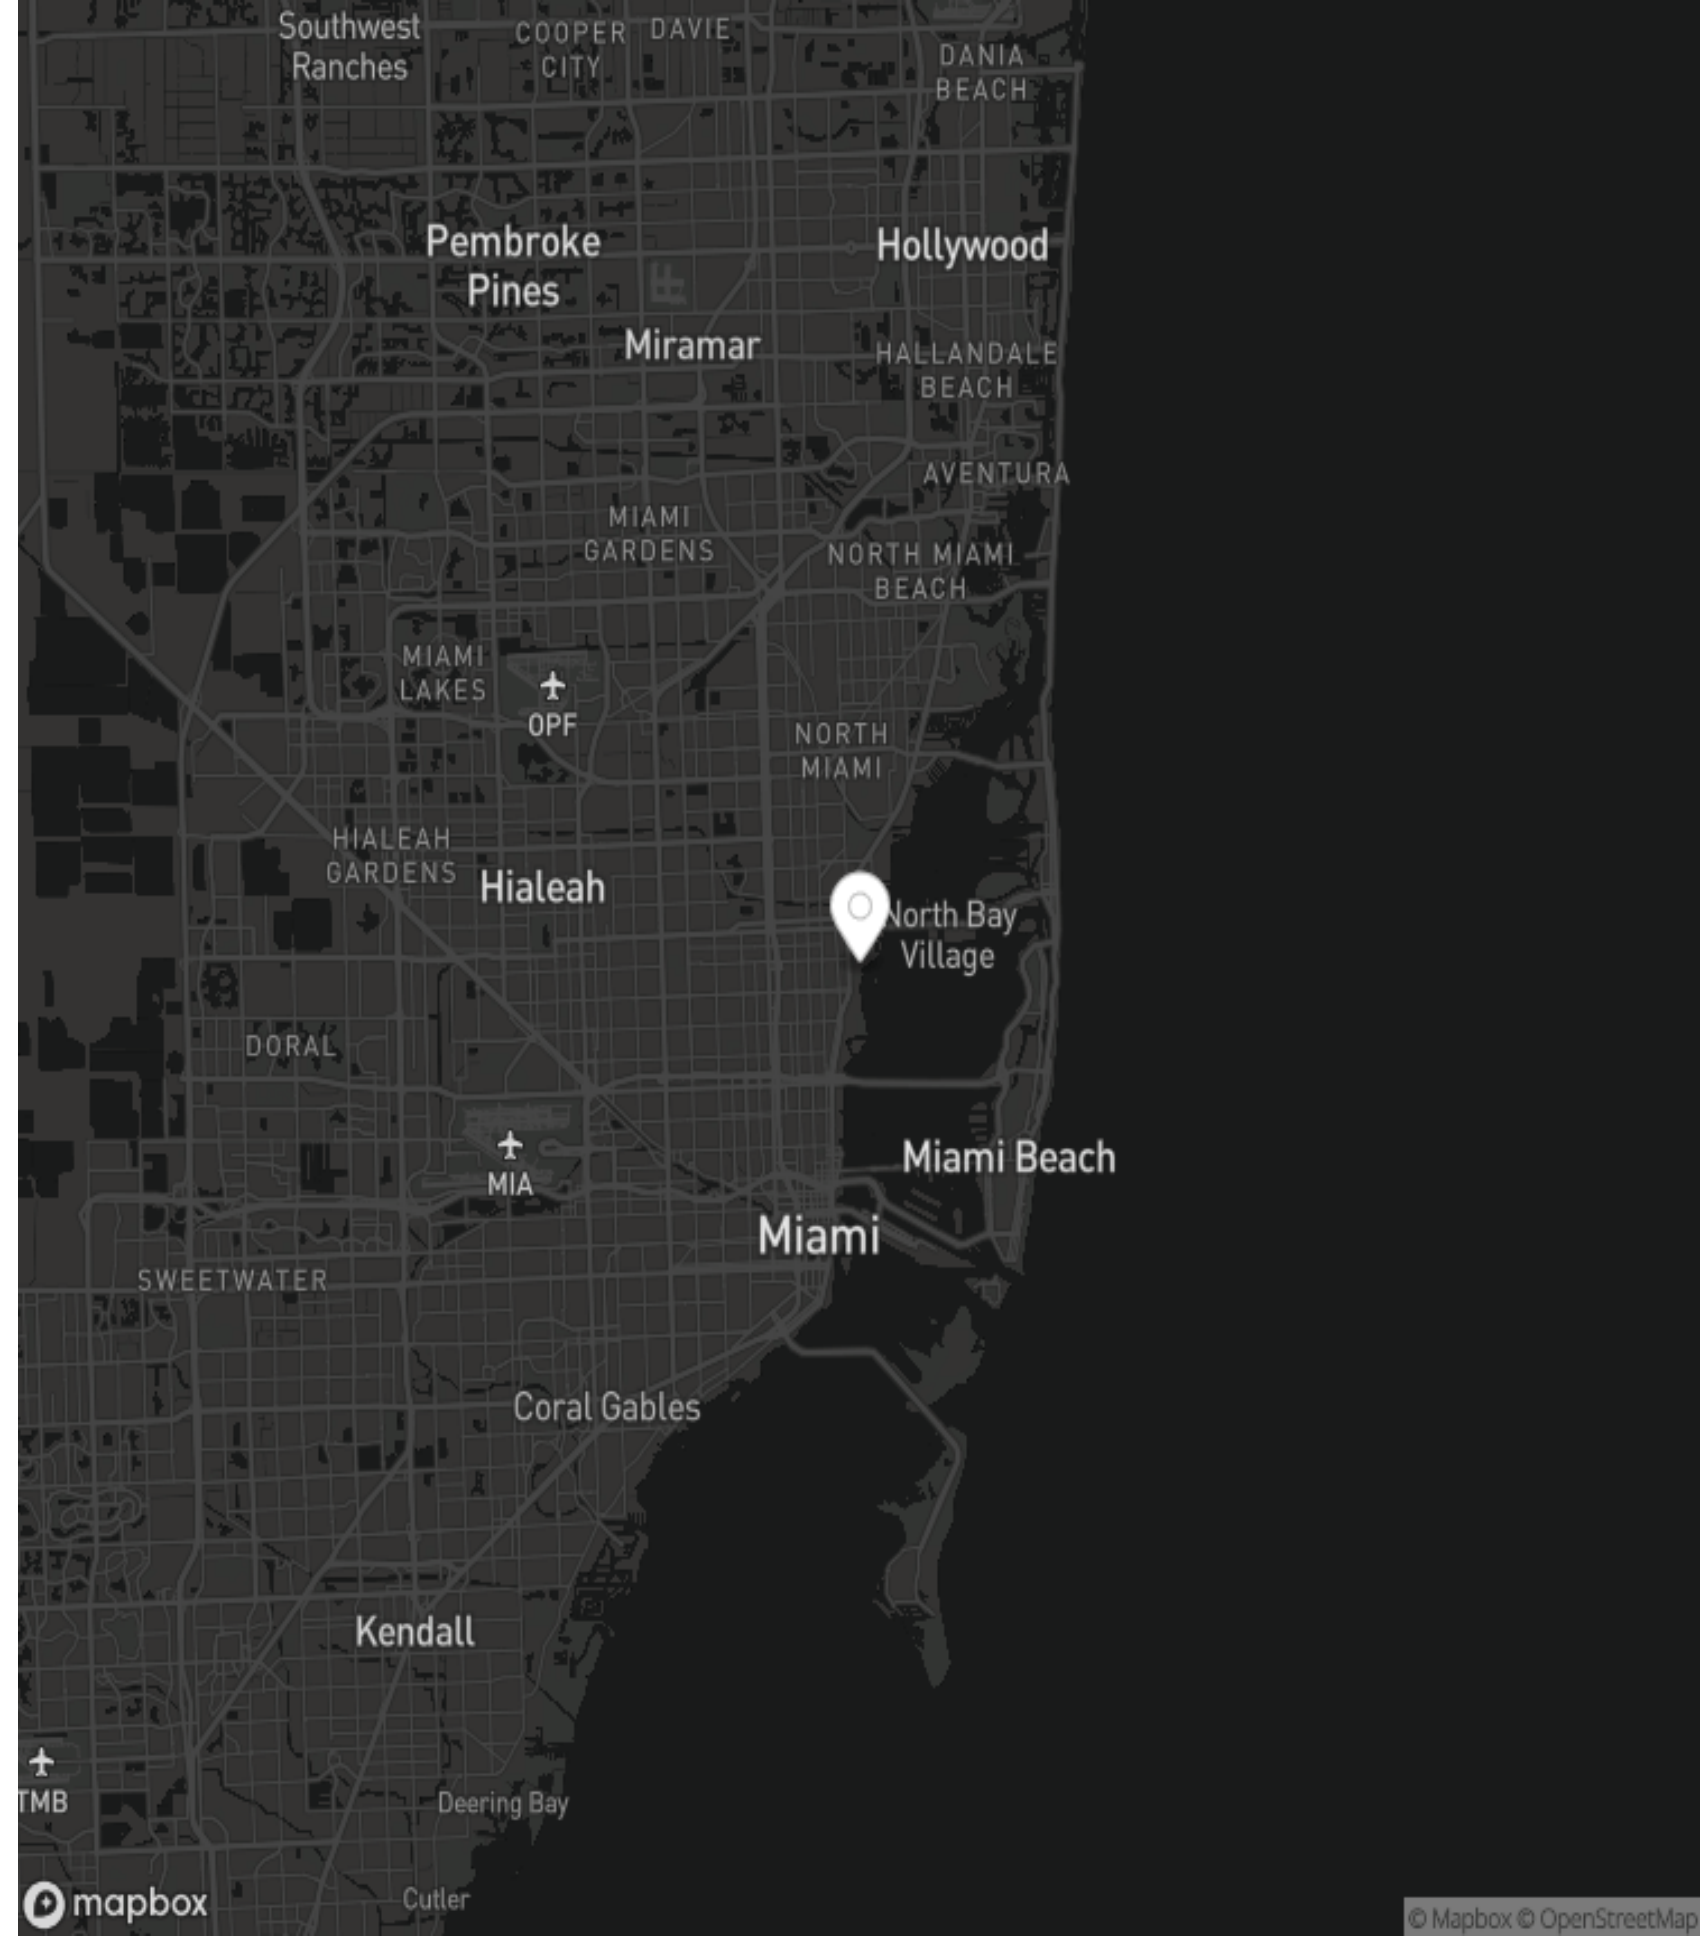 Southwest
Ranches
COOPER
CITY
DAVIE
DANIA
BEACH
Pembroke
Pines
Hollywood
Miramar
HALLANDALE
BEACH
AVENTURA
MIAMI
GARDENS
NORTH MIAMI
BEACH
MIAMI
LAKES
OPF
NORTH
MIAMI
HIALEAH
GARDENS
Hialeah
North Bay
Village
DORAL
MIA
Miami Beach
Miami
SWEETWATER
Coral Gables
Kendall
TMB
Deering Bay
Cutler
mapbox
© Mapbox © OpenStreetMap